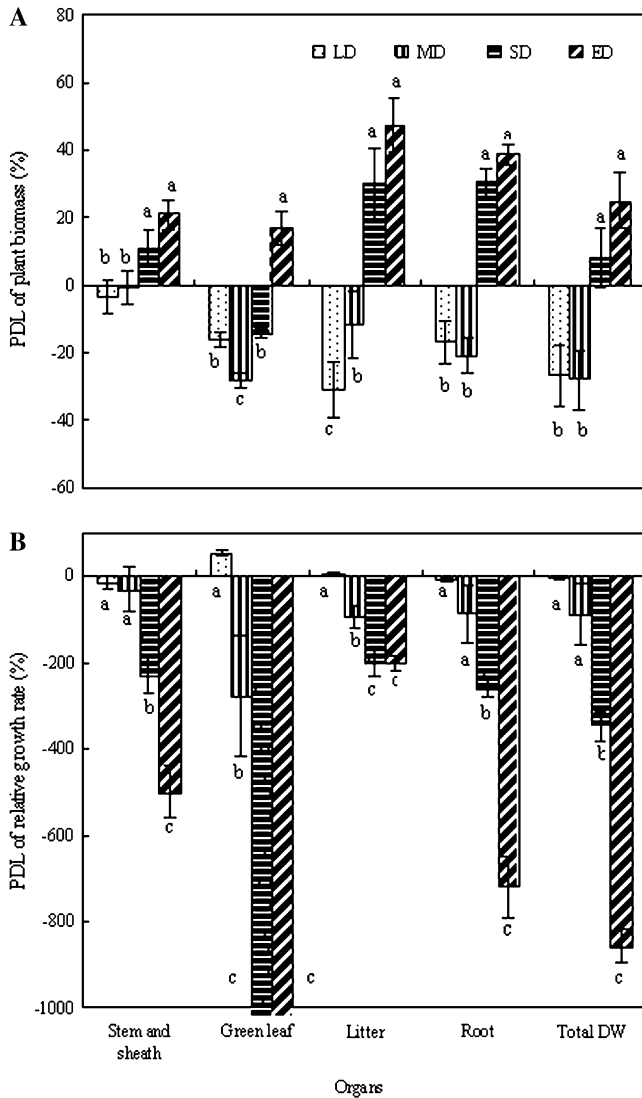 A
80
60
40
20
0
-20
-40
-60
PDL of plant biomass (%)
LD MD SD ED
b b a a
b c b a
c b a a
b b a a
b b a a
B
0
-200
-400
-600
-800
-1000
PDL of relative growth rate (%)
a a b c
a b c c
a b c c
a a b c
a a b c
Stem and sheath
Green leaf
Litter
Root
Total DW
Organs